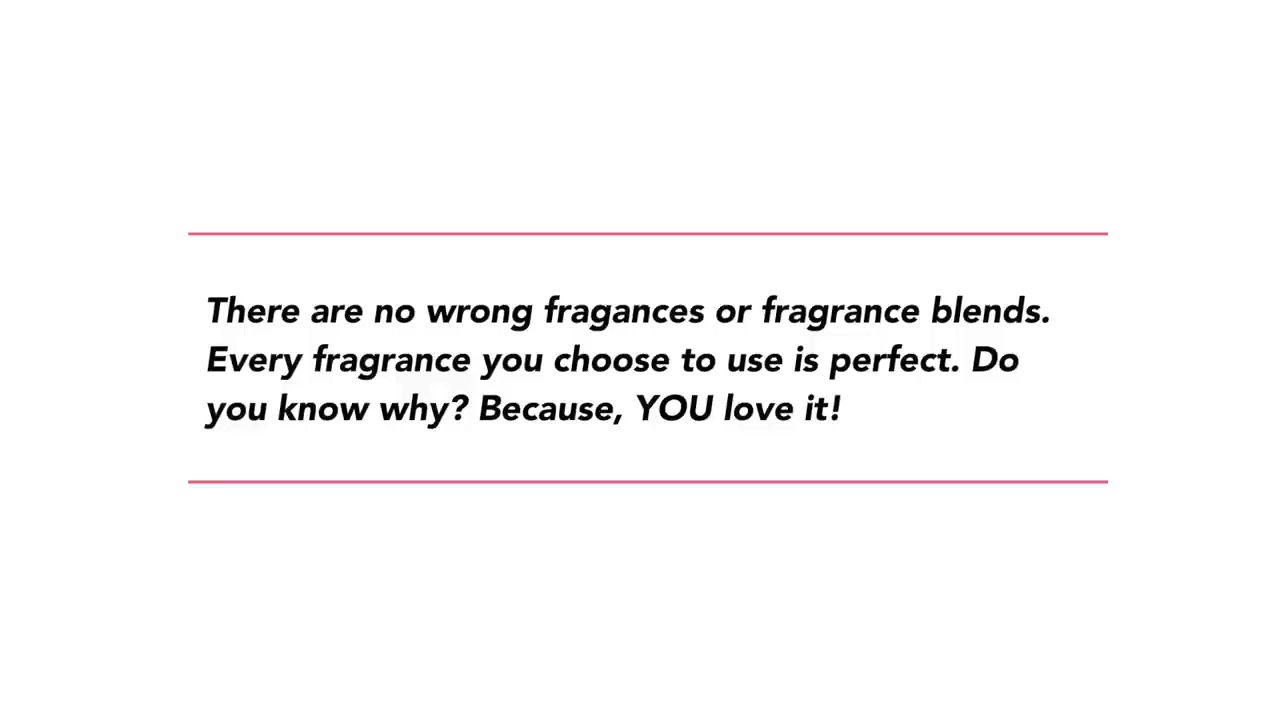 There are no wrong fragances or fragrance blends.
Every fragrance you choose to use is perfect. Do
you know why? Because, YOU love it!